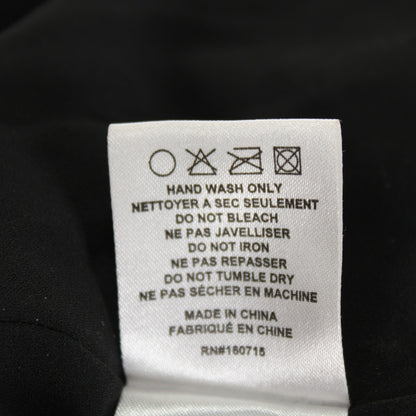 HAND WASH ONLY
NETTOYER A SEC SEULEMENT
DO NOT BLEACH
NE PAS JAVELLISER
DO NOT IRON
NE PAS REPASSER
DO NOT TUMBLE DRY
NE PAS SÉCHER EN MACHINE
MADE IN CHINA
FABRIQUÉ EN CHINE
RN#160715